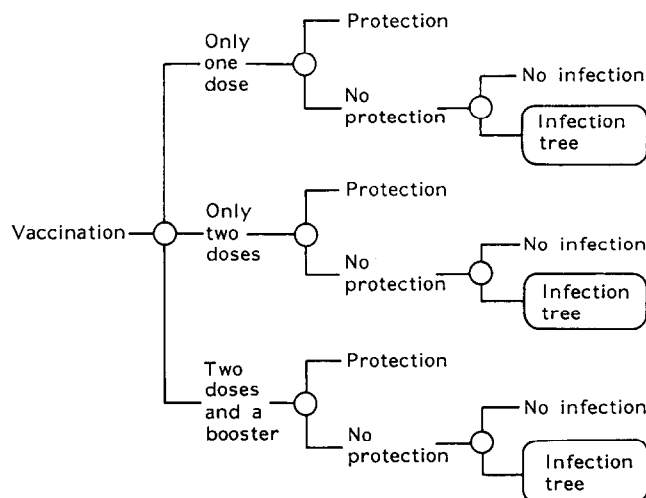 Protection
Only
one
dose
No infection
No
protection
Infection
tree
Protection
Only
two
doses
Vaccination
No infection
No
protection
Infection
tree
Protection
Two
doses
and a
booster
No infection
No
protection
Infection
tree